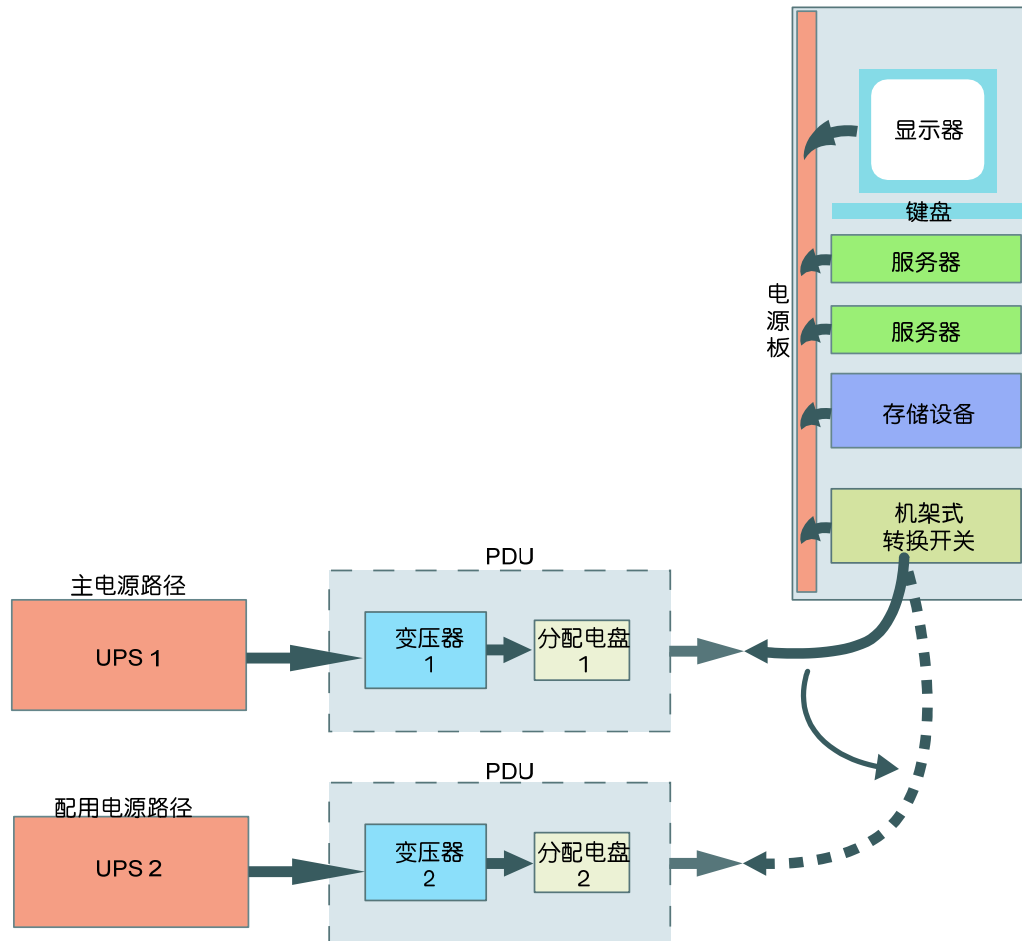 显示器
键盘
服务器
服务器
存储设备
机架式
转换开关
电
源
板
PDU
主电源路径
UPS 1
变压器
1
分配电盘
1
PDU
配用电源路径
UPS 2
变压器
2
分配电盘
2